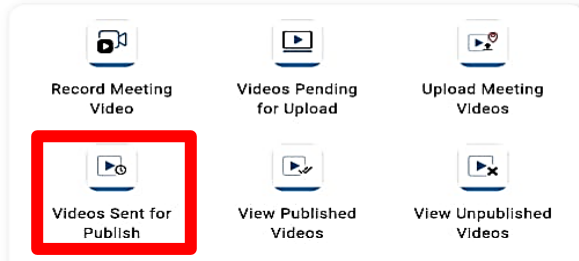 Record Meeting Video
Videos Pending for Upload
Upload Meeting Videos
Videos Sent for Publish
View Published Videos
View Unpublished Videos